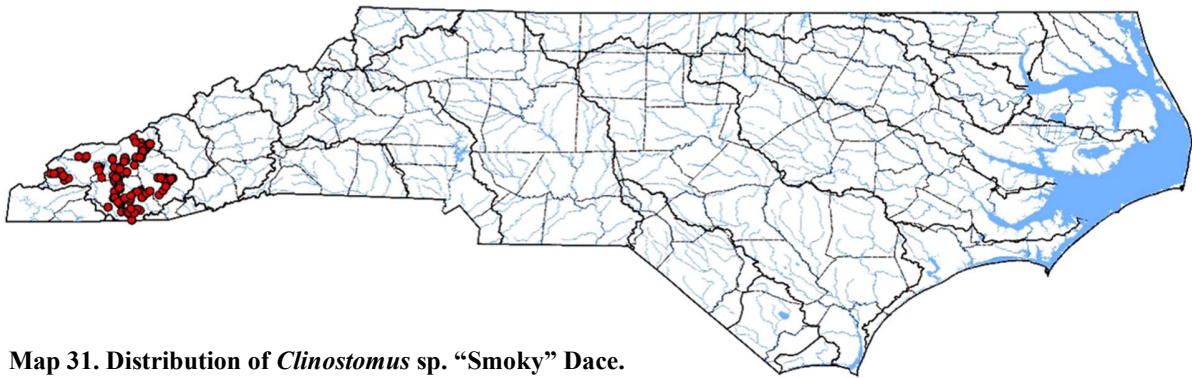 Map 31. Distribution of Clinostomus sp. “Smoky” Dace.